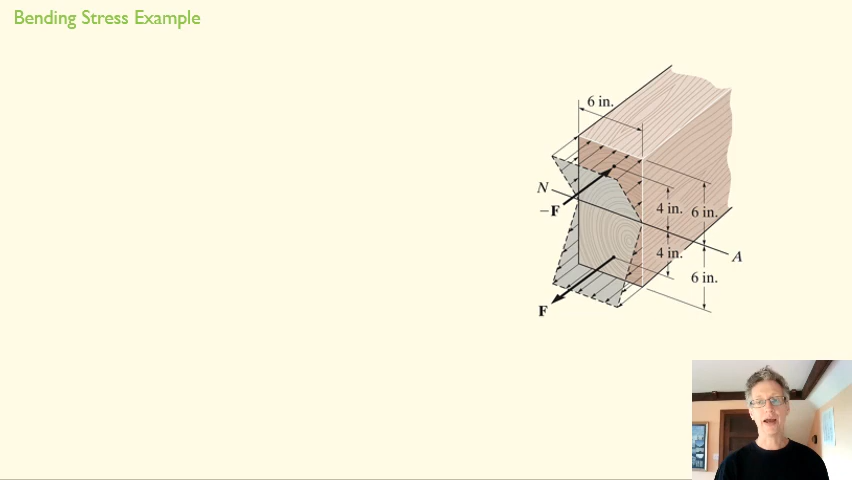 Bending Stress Example
6 in.
N
−F
4 in.
6 in.
4 in.
A
6 in.
F